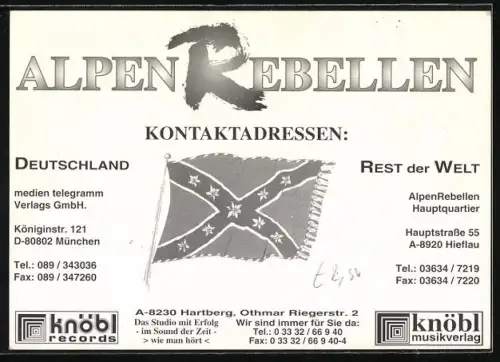 ALPEN REBELLEN
KONTAKTADRESSEN:
DEUTSCHLAND
medien telegramm
Verlags GmbH.
Königinstr. 121
D-80802 München
Tel.: 089 / 343036
Fax: 089 / 347260
REST der WELT
AlpenRebellen
Hauptquartier
Hauptstraße 55
A-8920 Hieflau
Tel.: 03634 / 7219
Fax: 03634 / 7220
knöbl
records
A-8230 Hartberg, Othmar Riegerstr. 2
Das Studio mit Erfolg
- im Sound der Zeit -
> wie man hört <
Wir sind immer für Sie da:
Tel.: 0 33 32 / 66 9 40
Fax: 0 33 32 / 66 9 40-4
knöbl
musikverlag